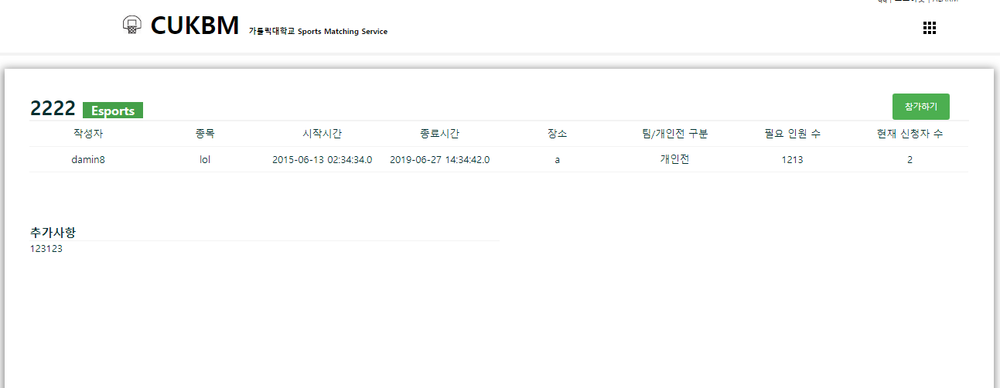 CUKBM 가톨릭대학교 Sports Matching Service
2222 Esports 참가하기
작성자 종목 시작시간 종료시간 장소 팀/개인전 구분 필요 인원 수 현재 신청자 수
damin8 lol 2015-06-13 02:34:34.0 2019-06-27 14:34:42.0 a 개인전 1213 2
추가사항
123123